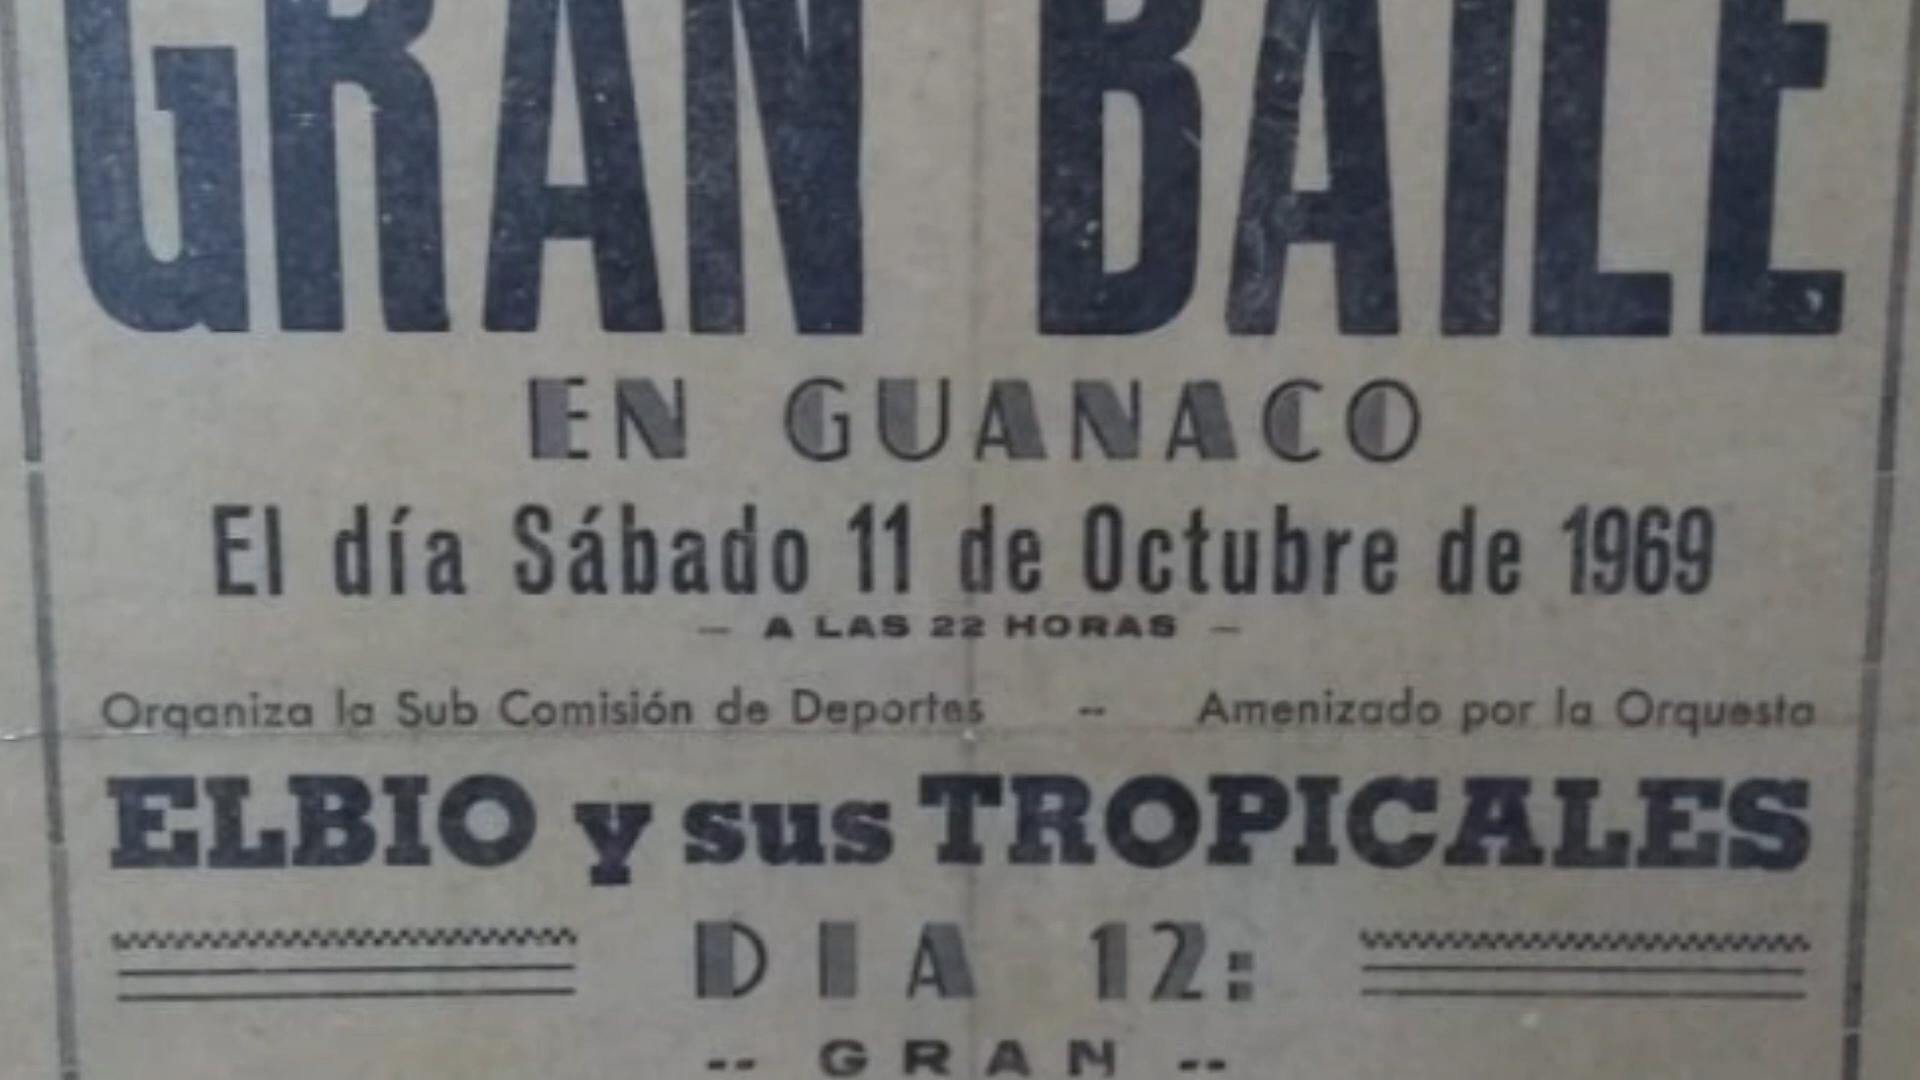 GRAN BAILE
EN GUANACO
El día Sábado 11 de Octubre de 1969
— A LAS 22 HORAS —
Organiza la Sub Comisión de Deportes -- Amenizado por la Orquesta
ELBIO y sus TROPICALES
DIA 12:
-- GRAN --